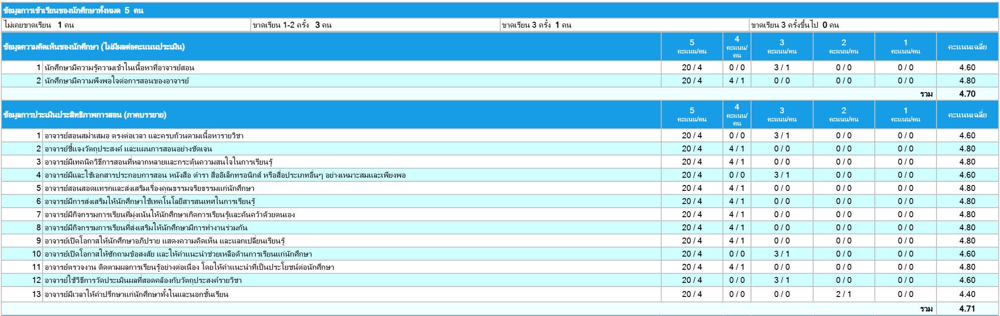 ข้อมูลการเข้าเรียนของนักศึกษาทั้งหมด 5 คน
ไม่เคยขาดเรียน 1 คน ขาดเรียน 1-2 ครั้ง 3 คน ขาดเรียน 3 ครั้ง 1 คน ขาดเรียน 3 ครั้งขึ้นไป 0 คน
ข้อมูลความคิดเห็นของนักศึกษา (ไม่มีผลต่อคะแนนประเมิน) 5 คะแนน/คน 4 คะแนน/คน 3 คะแนน/คน 2 คะแนน/คน 1 คะแนน/คน คะแนนเฉลี่ย
1 นักศึกษามีความรู้ความเข้าในเนื้อหาที่อาจารย์สอน 20 / 4 0 / 0 3 / 1 0 / 0 0 / 0 4.60
2 นักศึกษามีความพึงพอใจต่อการสอนของอาจารย์ 20 / 4 4 / 1 0 / 0 0 / 0 0 / 0 4.80
รวม 4.70
ข้อมูลการประเมินประสิทธิภาพการสอน (ภาคบรรยาย) 5 คะแนน/คน 4 คะแนน/คน 3 คะแนน/คน 2 คะแนน/คน 1 คะแนน/คน คะแนนเฉลี่ย
1 อาจารย์สอนสม่ำเสมอ ตรงต่อเวลา และครบถ้วนตามเนื้อหารายวิชา 20 / 4 0 / 0 3 / 1 0 / 0 0 / 0 4.60
2 อาจารย์ชี้แจงวัตถุประสงค์ และแผนการสอนอย่างชัดเจน 20 / 4 4 / 1 0 / 0 0 / 0 0 / 0 4.80
3 อาจารย์มีเทคนิควิธีการสอนที่หลากหลายและกระตุ้นความสนใจในการเรียนรู้ 20 / 4 4 / 1 0 / 0 0 / 0 0 / 0 4.80
4 อาจารย์มีและใช้เอกสารประกอบการสอน หนังสือ ตำรา สื่ออิเล็กทรอนิกส์ หรือสื่อประเภทอื่นๆ อย่างเหมาะสมและเพียงพอ 20 / 4 0 / 0 3 / 1 0 / 0 0 / 0 4.60
5 อาจารย์สอนสอดแทรกและส่งเสริมเรื่องคุณธรรมจริยธรรมแก่นักศึกษา 20 / 4 4 / 1 0 / 0 0 / 0 0 / 0 4.80
6 อาจารย์มีการส่งเสริมให้นักศึกษาใช้เทคโนโลยีสารสนเทศในการเรียนรู้ 20 / 4 4 / 1 0 / 0 0 / 0 0 / 0 4.80
7 อาจารย์มีกิจกรรมการเรียนที่มุ่งเน้นให้นักศึกษาเกิดการเรียนรู้และค้นคว้าด้วยตนเอง 20 / 4 4 / 1 0 / 0 0 / 0 0 / 0 4.80
8 อาจารย์มีกิจกรรมการเรียนที่ส่งเสริมให้นักศึกษามีการทำงานร่วมกัน 20 / 4 4 / 1 0 / 0 0 / 0 0 / 0 4.80
9 อาจารย์เปิดโอกาสให้นักศึกษาอภิปราย แสดงความคิดเห็น และแลกเปลี่ยนเรียนรู้ 20 / 4 4 / 1 0 / 0 0 / 0 0 / 0 4.80
10 อาจารย์เปิดโอกาสให้ซักถามข้อสงสัย และให้คำแนะนำช่วยเหลือด้านการเรียนแก่นักศึกษา 20 / 4 0 / 0 3 / 1 0 / 0 0 / 0 4.60
11 อาจารย์ตรวจงาน ติดตามผลการเรียนรู้อย่างต่อเนื่อง โดยให้คำแนะนำที่เป็นประโยชน์ต่อนักศึกษา 20 / 4 4 / 1 0 / 0 0 / 0 0 / 0 4.80
12 อาจารย์ใช้วิธีการวัดประเมินผลที่สอดคล้องกับวัตถุประสงค์รายวิชา 20 / 4 0 / 0 3 / 1 0 / 0 0 / 0 4.60
13 อาจารย์มีเวลาให้คำปรึกษาแก่นักศึกษาทั้งในและนอกชั้นเรียน 20 / 4 0 / 0 0 / 0 2 / 1 0 / 0 4.40
รวม 4.71